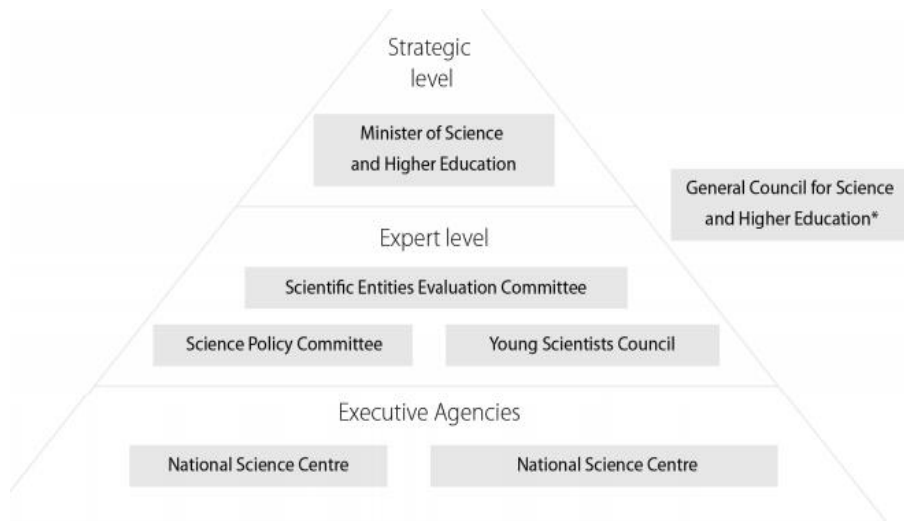 Strategic
level
Minister of Science
and Higher Education
General Council for Science
and Higher Education*
Expert level
Scientific Entities Evaluation Committee
Science Policy Committee
Young Scientists Council
Executive Agencies
National Science Centre
National Science Centre